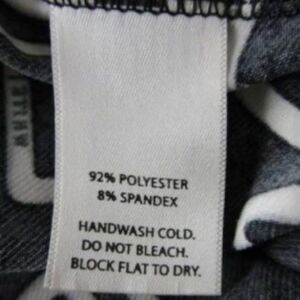 92% POLYESTER
8% SPANDEX
HANDWASH COLD.
DO NOT BLEACH.
BLOCK FLAT TO DRY.